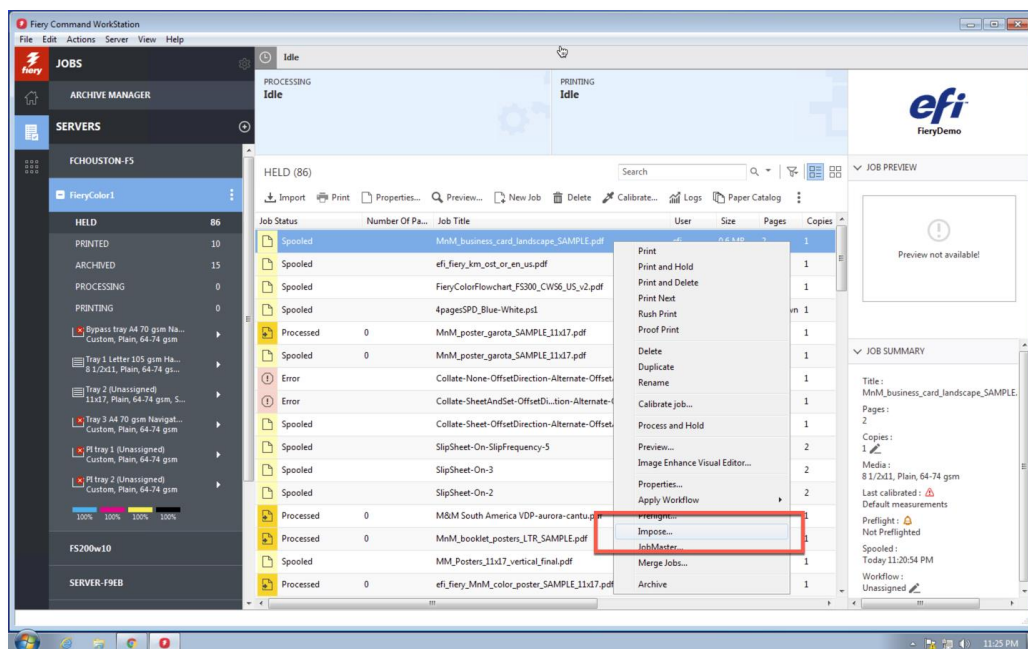 Fiery Command WorkStation
File Edit Actions Server View Help
fiery
JOBS
Idle
ARCHIVE MANAGER
PROCESSING
Idle
PRINTING
Idle
efi
FieryDemo
SERVERS
FCHOUSTON-F5
HELD (86)
Search
JOB PREVIEW
FieryColor1
Import Print Properties... Preview... New Job Delete Calibrate... Logs Paper Catalog
HELD 86
Job Status Number Of Pa... Job Title User Size Pages Copies
PRINTED 10
ARCHIVED 15
PROCESSING 0
PRINTING 0
Bypass tray A4 70 gsm Na...
Custom, Plain, 64-74 gsm
Tray 1 Letter 105 gsm Ha...
8 1/2x11, Plain, 64-74 gs...
Tray 2 (Unassigned)
11x17, Plain, 64-74 gsm, S...
Tray 3 A4 70 gsm Navigat...
Custom, Plain, 64-74 gsm
PI tray 1 (Unassigned)
Custom, Plain, 64-74 gsm
PI tray 2 (Unassigned)
Custom, Plain, 64-74 gsm
100% 100% 100% 100%
FS200w10
SERVER-F9EB
Spooled MnM_business_card_landscape_SAMPLE.pdf efi 0.6 MB 2 1
Spooled efi_fiery_km_ost_or_en_us.pdf 1
Spooled FieryColorFlowchart_FS300_CWS6_US_v2.pdf 1
Spooled 4pagesSPD_Blue-White.ps1 wn 1
Processed 0 MnM_poster_garota_SAMPLE_11x17.pdf 1
Spooled 0 MnM_poster_garota_SAMPLE_11x17.pdf 1
Error Collate-None-OffsetDirection-Alternate-Offset 1
Error Collate-SheetAndSet-OffsetDi...tion-Alternate- 1
Spooled Collate-Sheet-OffsetDirection-Alternate-Offset 1
Spooled SlipSheet-On-SlipFrequency-5 2
Spooled SlipSheet-On-3 2
Spooled SlipSheet-On-2 2
Processed 0 M&M South America VDP-aurora-cantu.pdf 1
Processed 0 MnM_booklet_posters_LTR_SAMPLE.pdf 1
Spooled MM_Posters_11x17_vertical_final.pdf 1
Processed 0 efi_fiery_MnM_color_poster_SAMPLE_11x17.pdf 1
Print
Print and Hold
Print and Delete
Print Next
Rush Print
Proof Print
Delete
Duplicate
Rename
Calibrate job...
Process and Hold
Preview...
Image Enhance Visual Editor...
Properties...
Apply Workflow
Preflight...
Impose...
JobMaster...
Merge Jobs...
Archive
Preview not available!
JOB SUMMARY
Title :
MnM_business_card_landscape_SAMPLE.
Pages :
2
Copies :
1
Media :
8 1/2x11, Plain, 64-74 gsm
Last calibrated :
Default measurements
Preflight :
Not Preflighted
Spooled :
Today 11:20:54 PM
Workflow :
Unassigned
11:25 PM